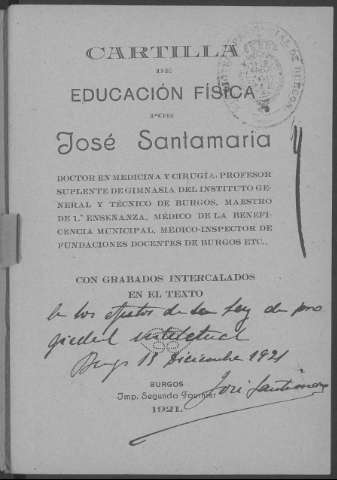 CARTILLA
DE
EDUCACIÓN FÍSICA
POR
José Santamaria
DOCTOR EN MEDICINA Y CIRUGÍA, PROFESOR
SUPLENTE DE GIMNASIA DEL INSTITUTO GE-
NERAL Y TÉCNICO DE BURGOS, MAESTRO
DE 1.ª ENSEÑANZA, MÉDICO DE LA BENEFI-
CENCIA MUNICIPAL, MÉDICO-INSPECTOR DE
FUNDACIONES DOCENTES DE BURGOS ETC..
CON GRABADOS INTERCALADOS
EN EL TEXTO
A los efectos de la Ley de pro
piedad intelectual
Burgos 15 Diciembre 1921
José Santamaria
BURGOS
Imp. Segundo Fournier
1921.